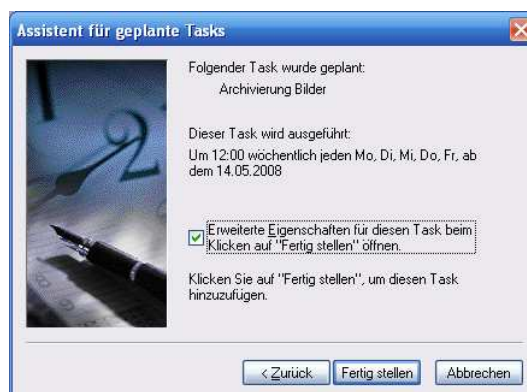 Assistent für geplante Tasks
Folgender Task wurde geplant:
Archivierung Bilder
Dieser Task wird ausgeführt:
Um 12:00 wöchentlich jeden Mo, Di, Mi, Do, Fr, ab
dem 14.05.2008
Erweiterte Eigenschaften für diesen Task beim
Klicken auf "Fertig stellen" öffnen.
Klicken Sie auf "Fertig stellen", um diesen Task
hinzuzufügen.
< Zurück Fertig stellen Abbrechen